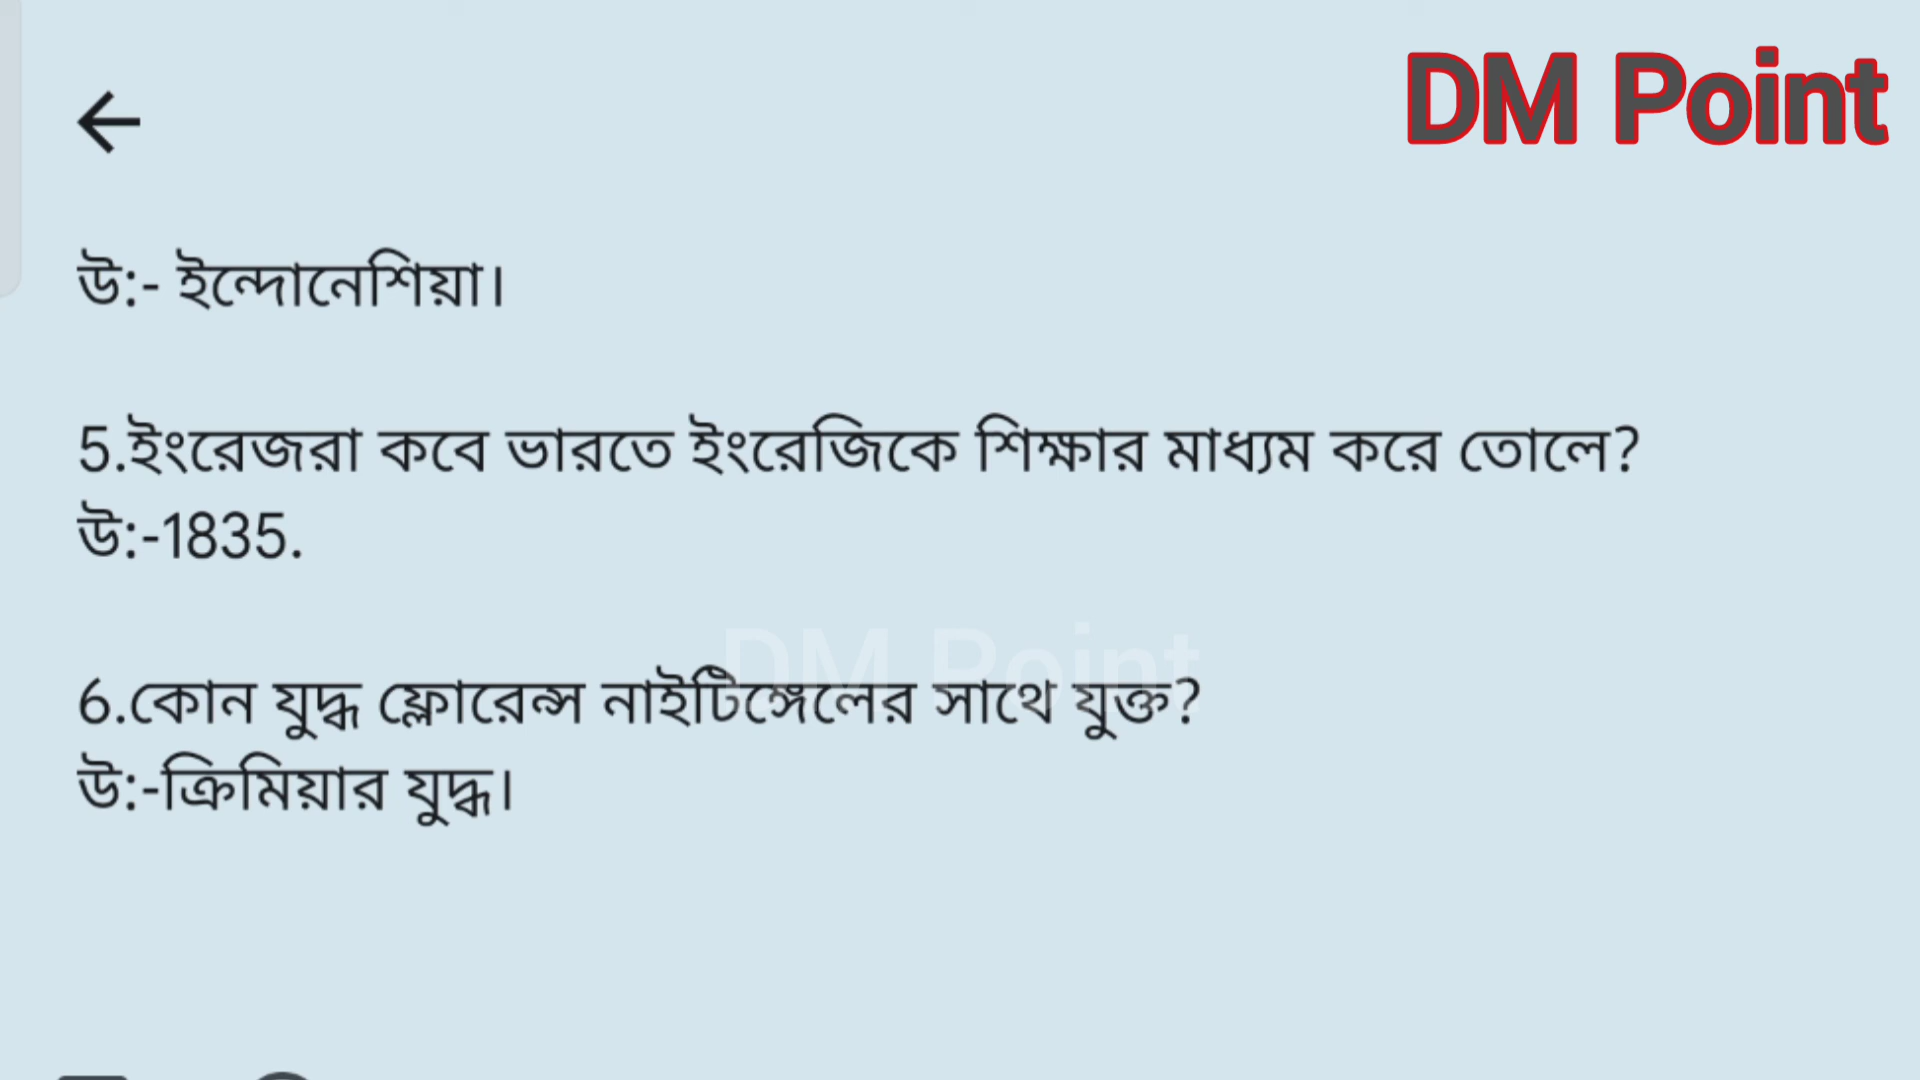 DM Point
উ:- ইন্দোনেশিয়া।
5.ইংরেজরা কবে ভারতে ইংরেজিকে শিক্ষার মাধ্যম করে তোলে?
উ:-1835.
DM Point
6.কোন যুদ্ধ ফ্লোরেন্স নাইটিঙ্গেলের সাথে যুক্ত?
উ:-ক্রিমিয়ার যুদ্ধ।